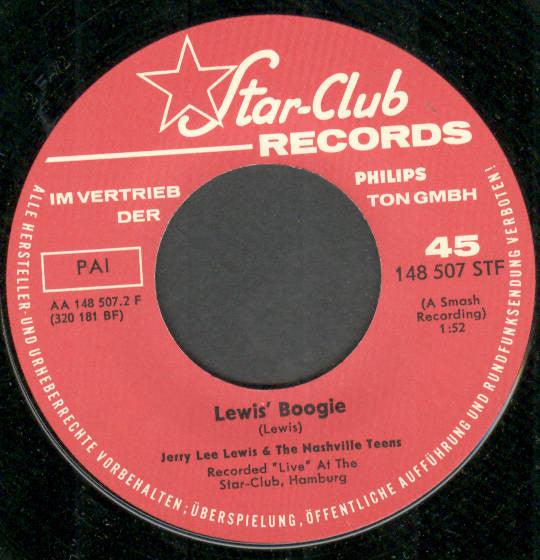 Star-Club
RECORDS
IM VERTRIEB
DER
PHILIPS
TON GMBH
PAI
AA 148 507.2 F
(320 181 BF)
45
148 507 STF
(A Smash
Recording)
1:52
Lewis' Boogie
(Lewis)
Jerry Lee Lewis & The Nashville Teens
Recorded "Live" At The
Star-Club, Hamburg
ALLE HERSTELLER- UND URHEBERRECHTE VORBEHALTEN; ÜBERSPIELUNG, ÖFFENTLICHE AUFFÜHRUNG UND RUNDFUNKSENDUNG VERBOTEN!